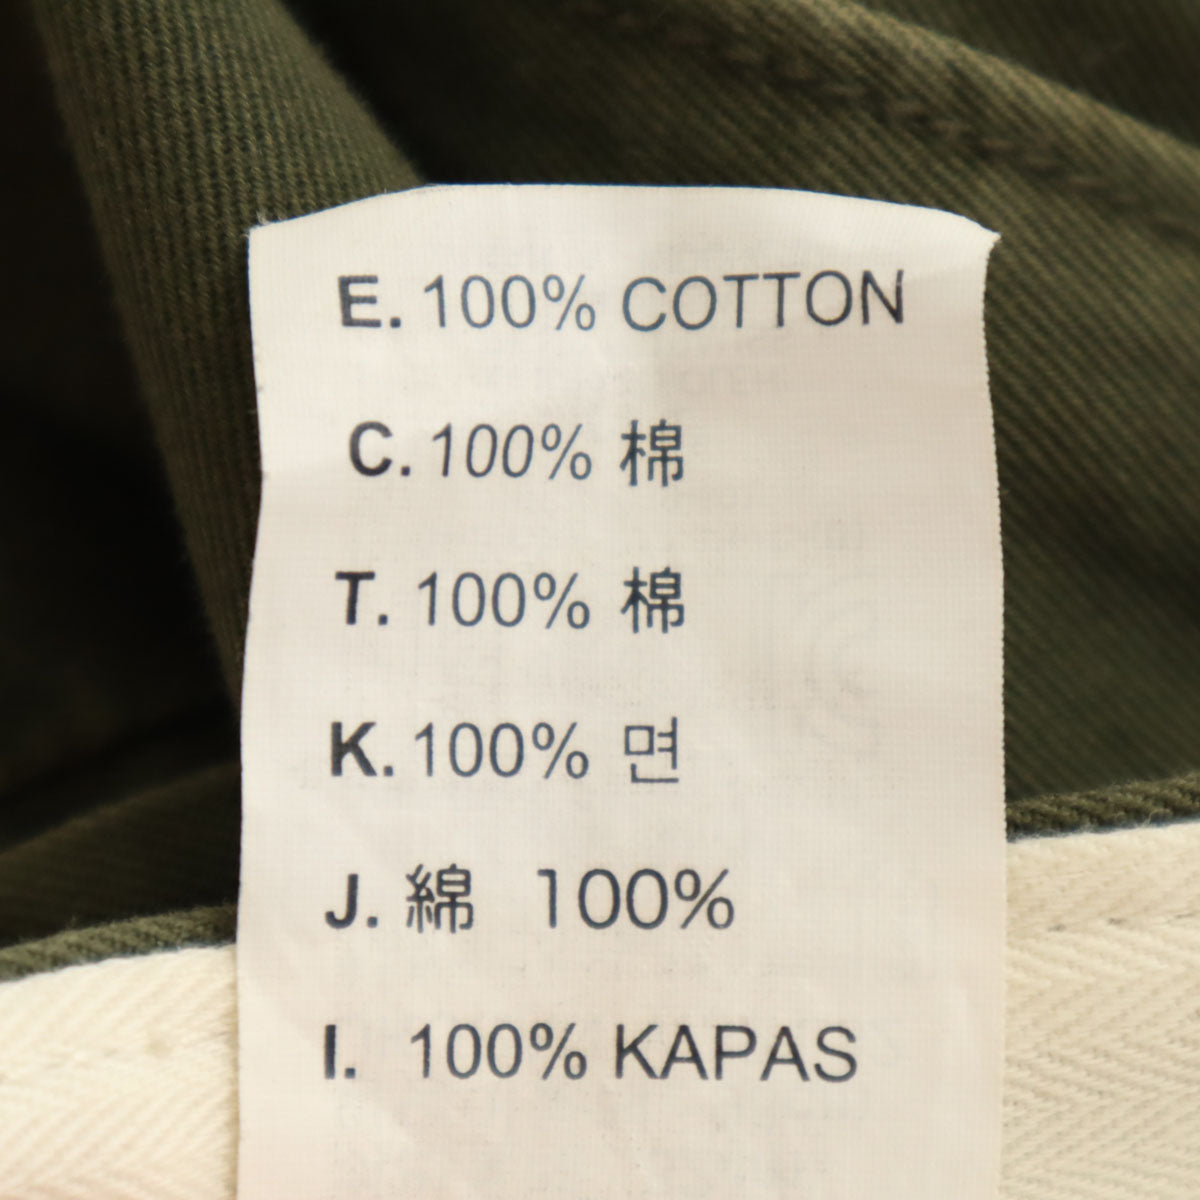 E. 100% COTTON
C. 100% 棉
T. 100% 棉
K. 100% 면
J. 綿 100%
I. 100% KAPAS